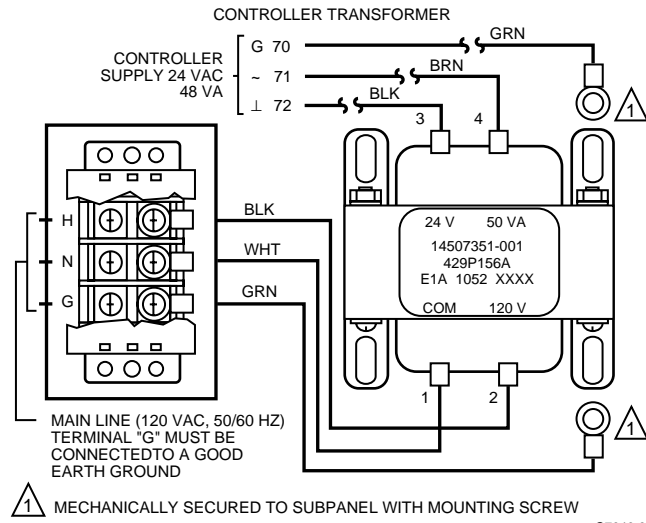 CONTROLLER TRANSFORMER
CONTROLLER
SUPPLY 24 VAC
48 VA
G 70
~ 71
⊥ 72
GRN
BRN
BLK
3
4
1
H
N
G
BLK
WHT
GRN
24 V 50 VA
14507351-001
429P156A
E1A 1052 XXXX
COM 120 V
1
2
1
MAIN LINE (120 VAC, 50/60 HZ)
TERMINAL "G" MUST BE
CONNECTEDTO A GOOD
EARTH GROUND
1 MECHANICALLY SECURED TO SUBPANEL WITH MOUNTING SCREW